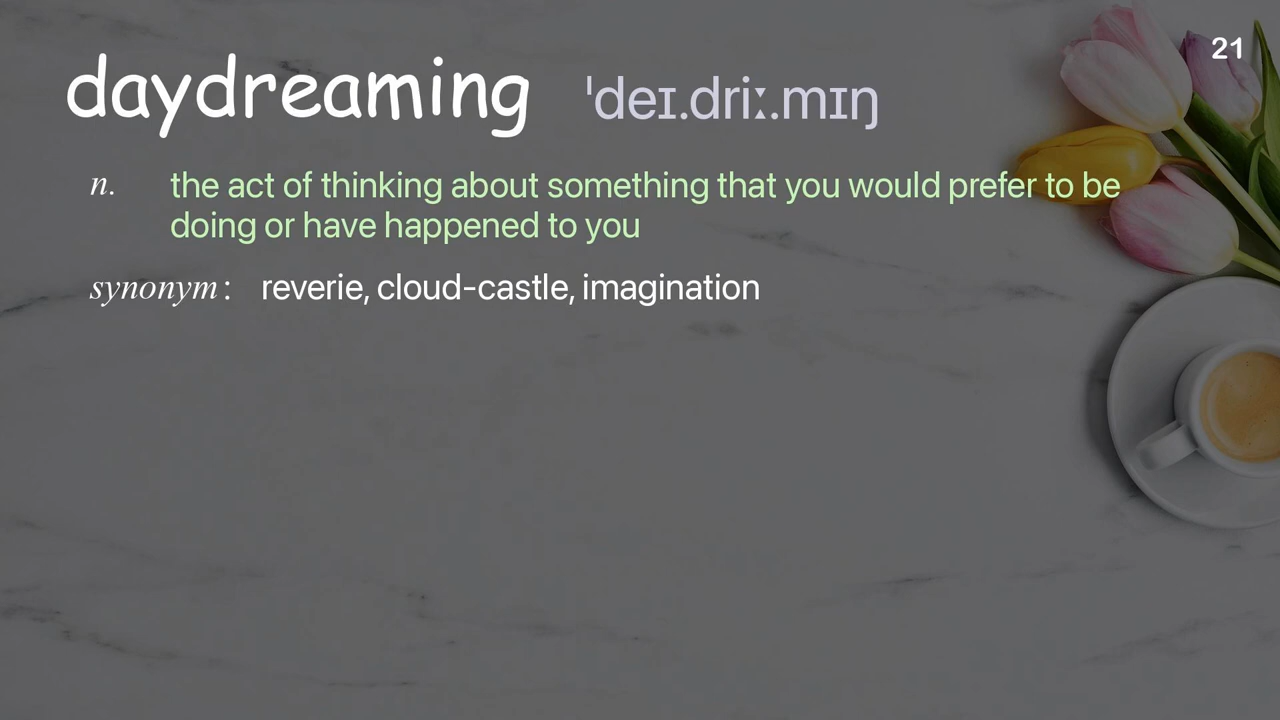 21
daydreaming ˈdeɪ.driː.mɪŋ
n. the act of thinking about something that you would prefer to be
doing or have happened to you
synonym: reverie, cloud-castle, imagination